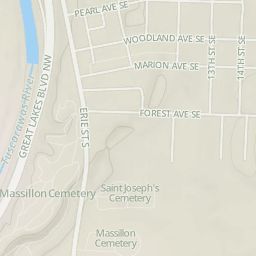 PEARL AVE SE
WOODLAND AVE SE
MARION AVE SE
13TH ST SE
14TH ST SE
Tuscarawas River
GREAT LAKES BLVD NW
ERIE ST S
FOREST AVE SE
Massillon Cemetery
Saint Joseph's
Cemetery
Massillon
Cemetery